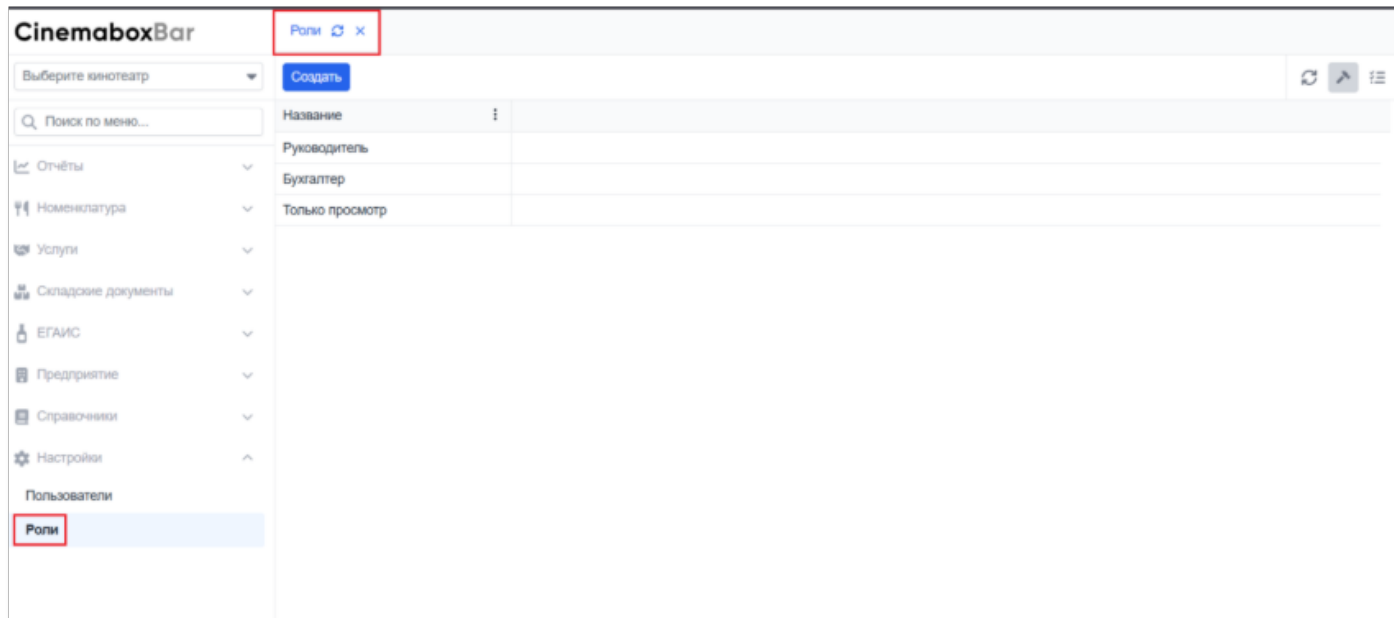 CinemaboxBar
Роли
Выберите кинотеатр
Создать
Поиск по меню...
Название
Руководитель
Бухгалтер
Только просмотр
Отчёты
Номенклатура
Услуги
Складские документы
ЕГАИС
Предприятие
Справочники
Настройки
Пользователи
Роли